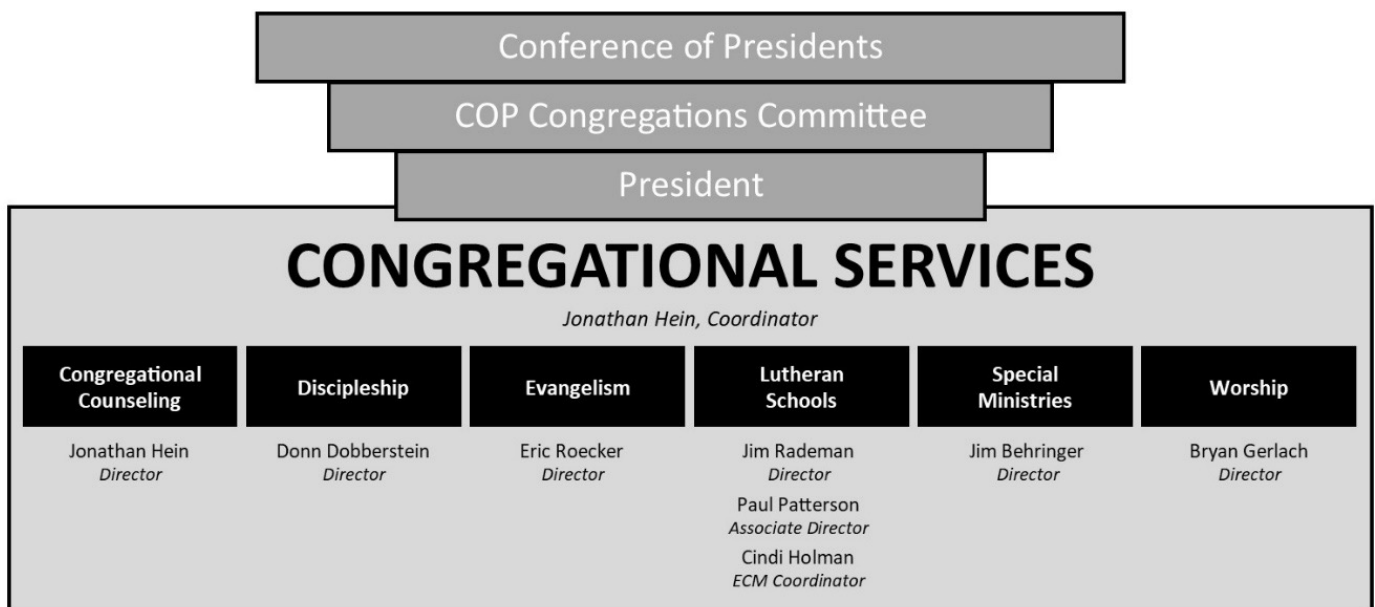 Conference of Presidents
COP Congregations Committee
President
CONGREGATIONAL SERVICES
Jonathan Hein, Coordinator
Congregational
Counseling
Jonathan Hein
Director
Discipleship
Donn Dobberstein
Director
Evangelism
Eric Roecker
Director
Lutheran
Schools
Jim Rademan
Director
Paul Patterson
Associate Director
Cindi Holman
ECM Coordinator
Special
Ministries
Jim Behringer
Director
Worship
Bryan Gerlach
Director